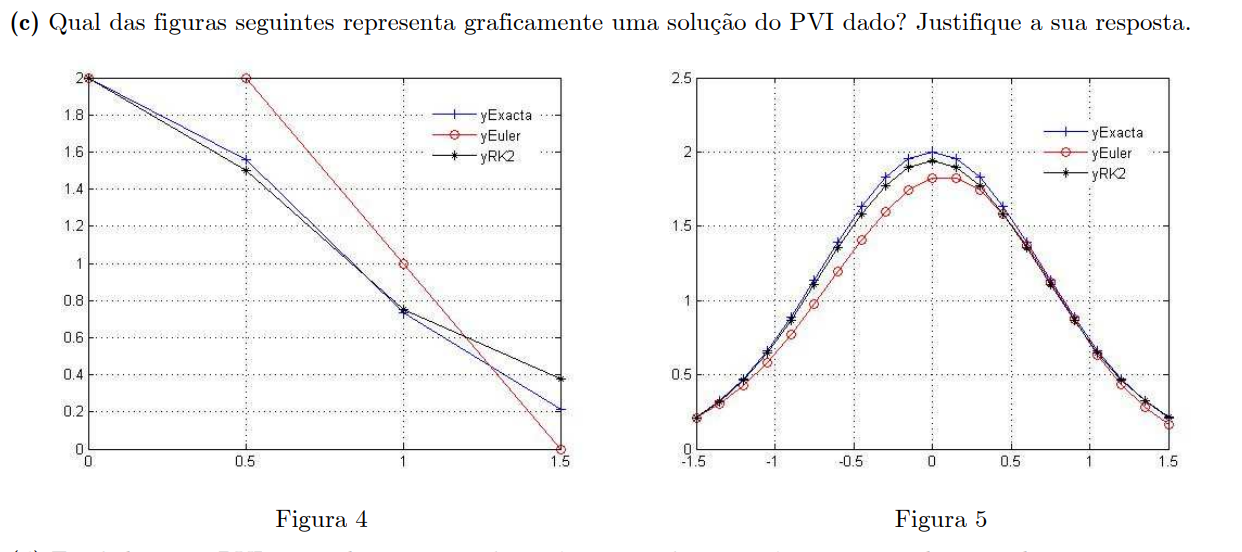 (c) Qual das figuras seguintes representa graficamente uma solução do PVI dado? Justifique a sua resposta.
2
1.8
1.6
1.4
1.2
1
0.8
0.6
0.4
0.2
0
0 0.5 1 1.5
yExacta
yEuler
yRK2
Figura 4
2.5
2
1.5
1
0.5
0
-1.5 -1 -0.5 0 0.5 1 1.5
yExacta
yEuler
yRK2
Figura 5